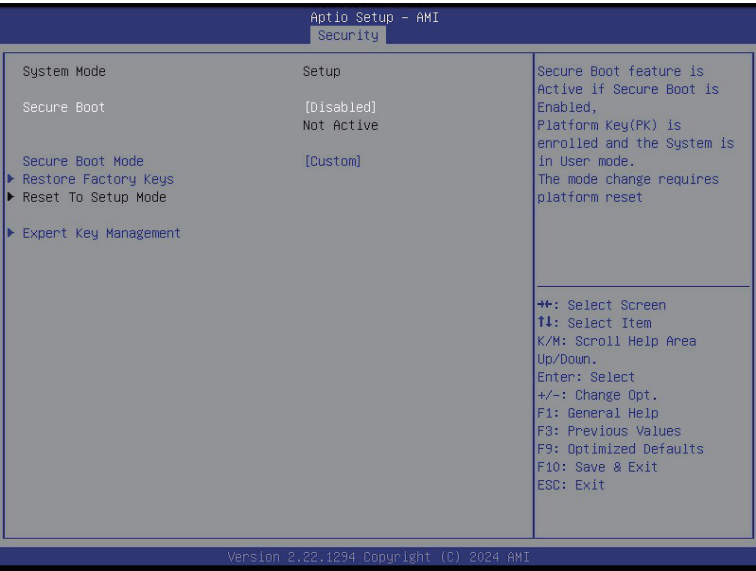 Aptio Setup – AMI
Security
System Mode Setup
Secure Boot [Disabled]
Not Active
Secure Boot Mode [Custom]
Restore Factory Keys
Reset To Setup Mode
Expert Key Management
Secure Boot feature is
Active if Secure Boot is
Enabled,
Platform Key(PK) is
enrolled and the System is
in User mode.
The mode change requires
platform reset
→←: Select Screen
↑↓: Select Item
K/M: Scroll Help Area
Up/Down.
Enter: Select
+/-: Change Opt.
F1: General Help
F3: Previous Values
F9: Optimized Defaults
F10: Save & Exit
ESC: Exit
Version 2.22.1294 Copyright (C) 2024 AMI